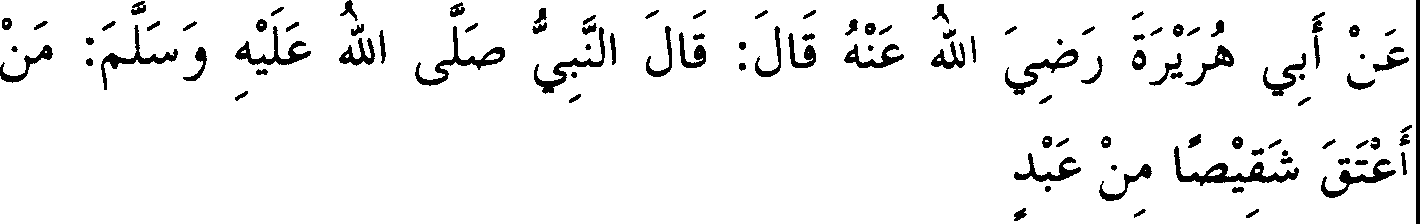 عَنْ أَبِي هُرَيْرَةَ رَضِيَ اللهُ عَنْهُ قَالَ: قَالَ النَّبِيُّ صَلَّى اللهُ عَلَيْهِ وَسَلَّمَ: مَنْ
أَعْتَقَ شَقِيْصًا مِنْ عَبْدٍ